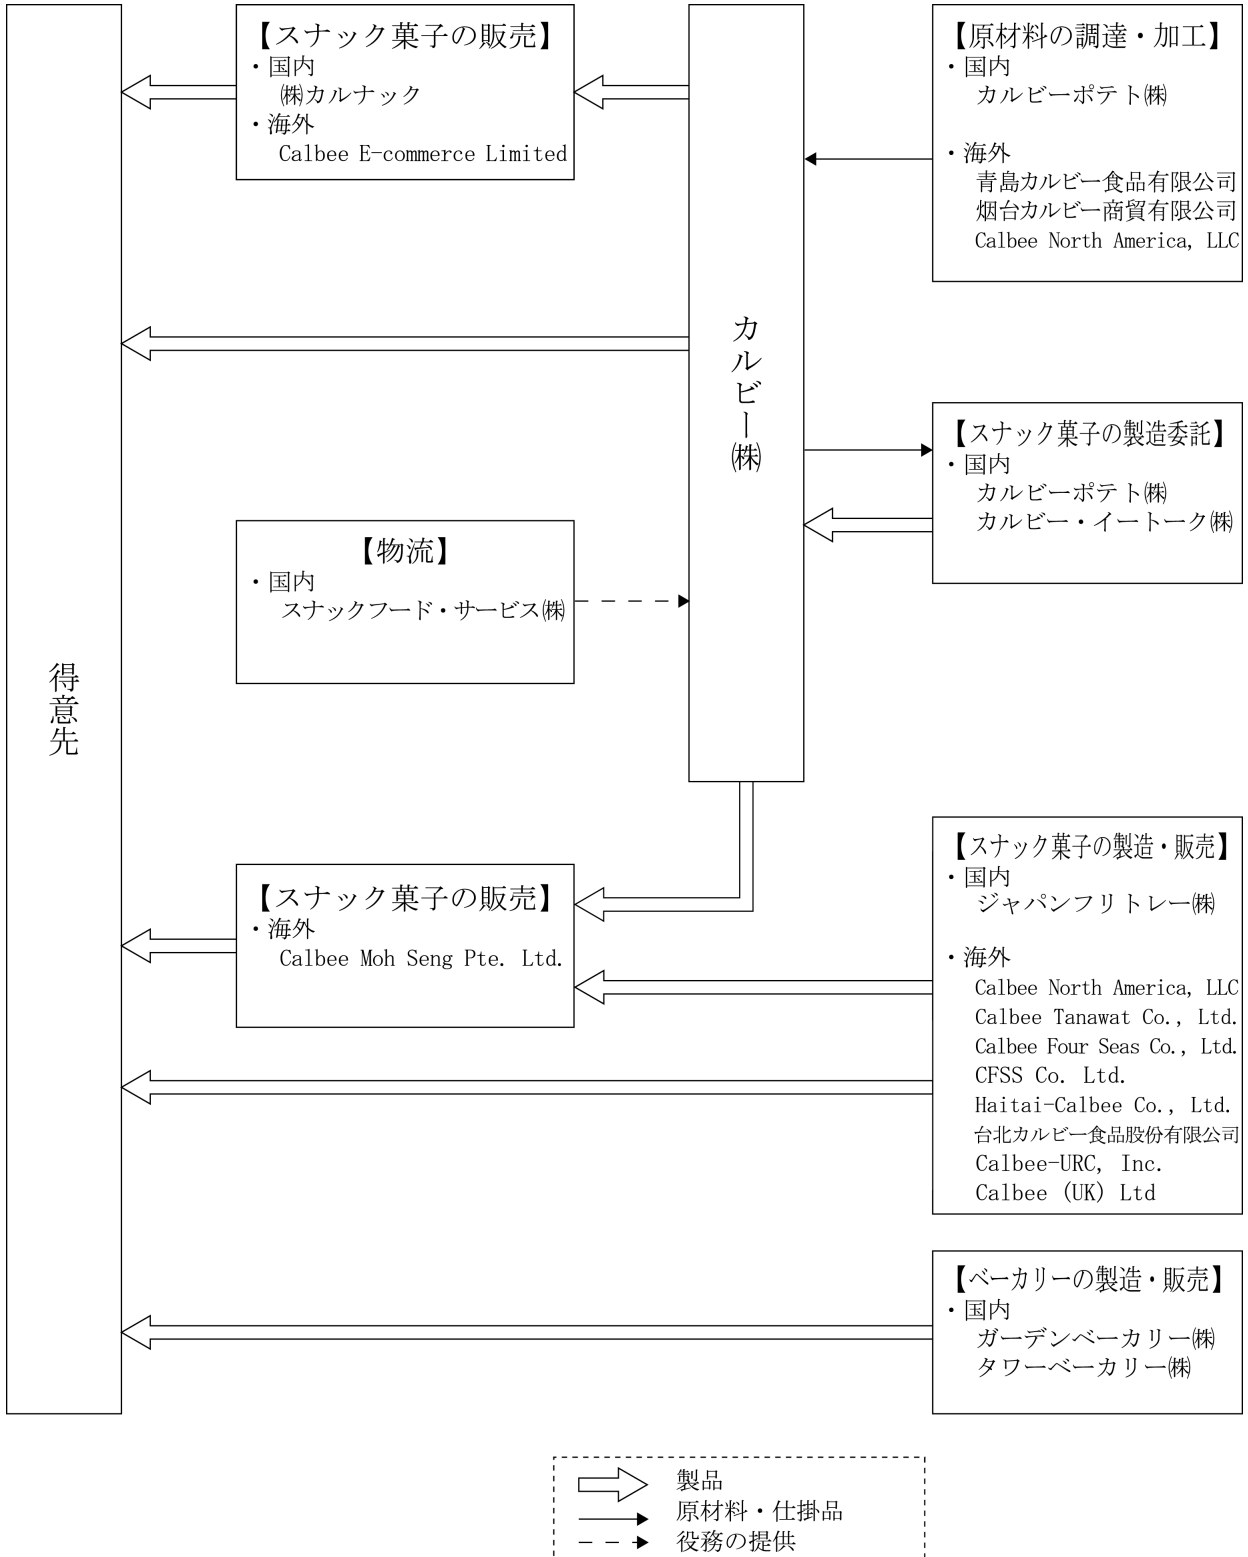 【スナック菓子の販売】
・国内
㈱カルナック
・海外
Calbee E-commerce Limited
【原材料の調達・加工】
・国内
カルビーポテト㈱
・海外
青島カルビー食品有限公司
烟台カルビー商貿有限公司
Calbee North America, LLC
カルビー㈱
【スナック菓子の製造委託】
・国内
カルビーポテト㈱
カルビー・イートーク㈱
【物流】
・国内
スナックフード・サービス㈱
得意先
【スナック菓子の販売】
・海外
Calbee Moh Seng Pte. Ltd.
【スナック菓子の製造・販売】
・国内
ジャパンフリトレー㈱
・海外
Calbee North America, LLC
Calbee Tanawat Co., Ltd.
Calbee Four Seas Co., Ltd.
CFSS Co. Ltd.
Haitai-Calbee Co., Ltd.
台北カルビー食品股份有限公司
Calbee-URC, Inc.
Calbee (UK) Ltd
【ベーカリーの製造・販売】
・国内
ガーデンベーカリー㈱
タワーベーカリー㈱
製品
原材料・仕掛品
役務の提供